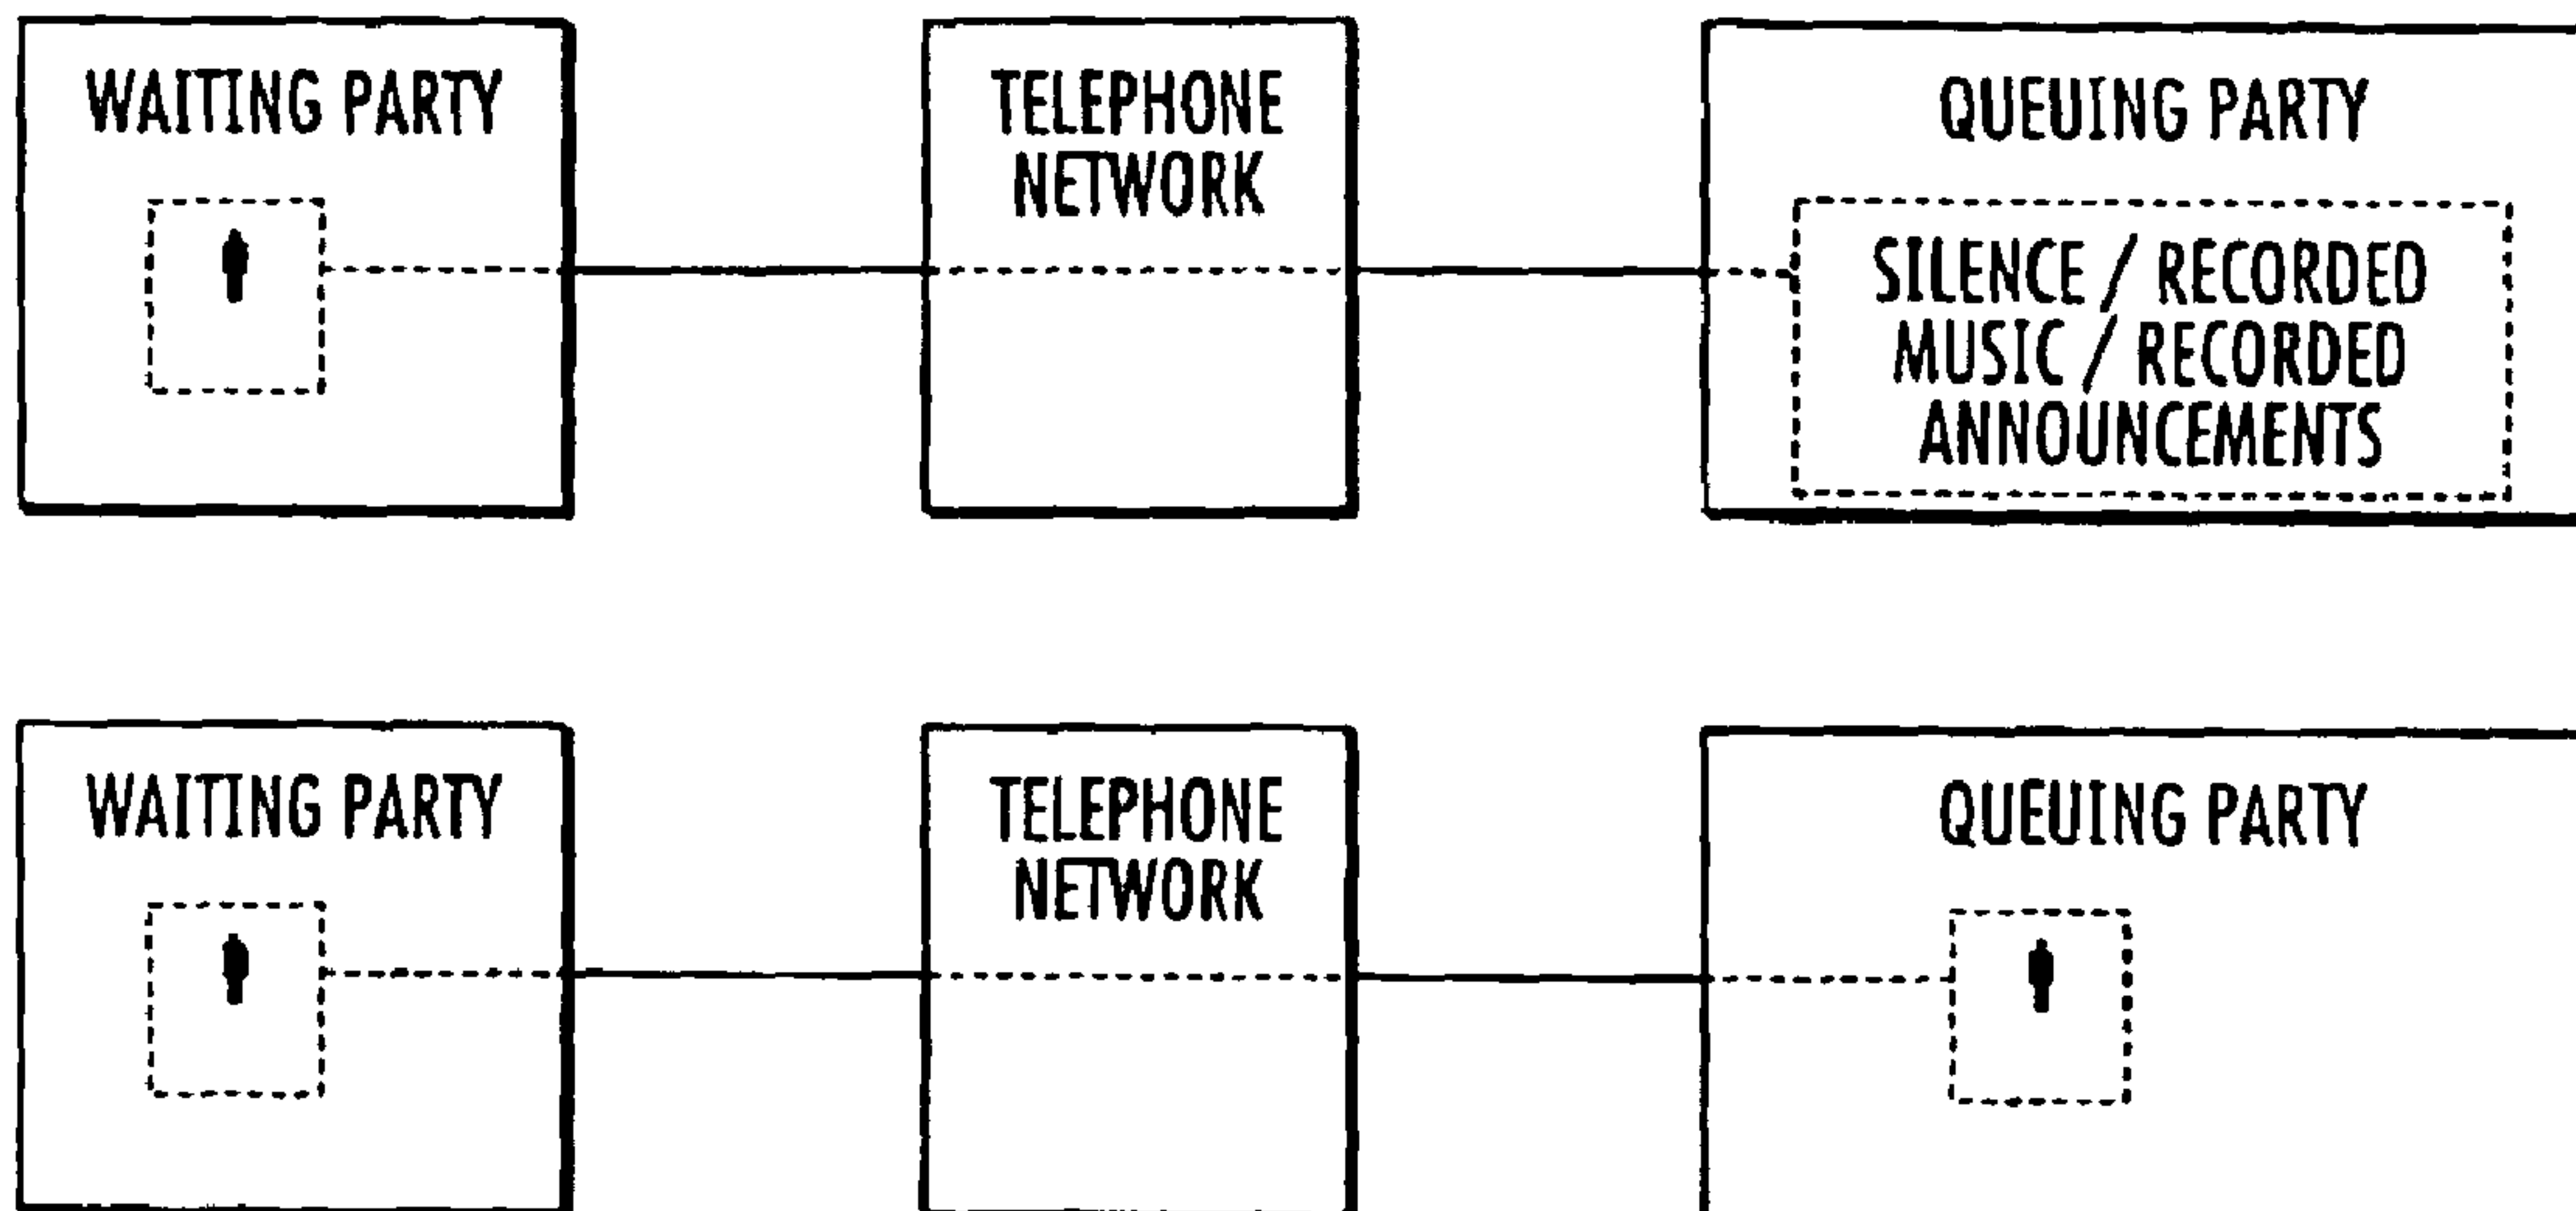 WAITING PARTY
TELEPHONE
NETWORK
QUEUING PARTY
SILENCE / RECORDED
MUSIC / RECORDED
ANNOUNCEMENTS
WAITING PARTY
TELEPHONE
NETWORK
QUEUING PARTY